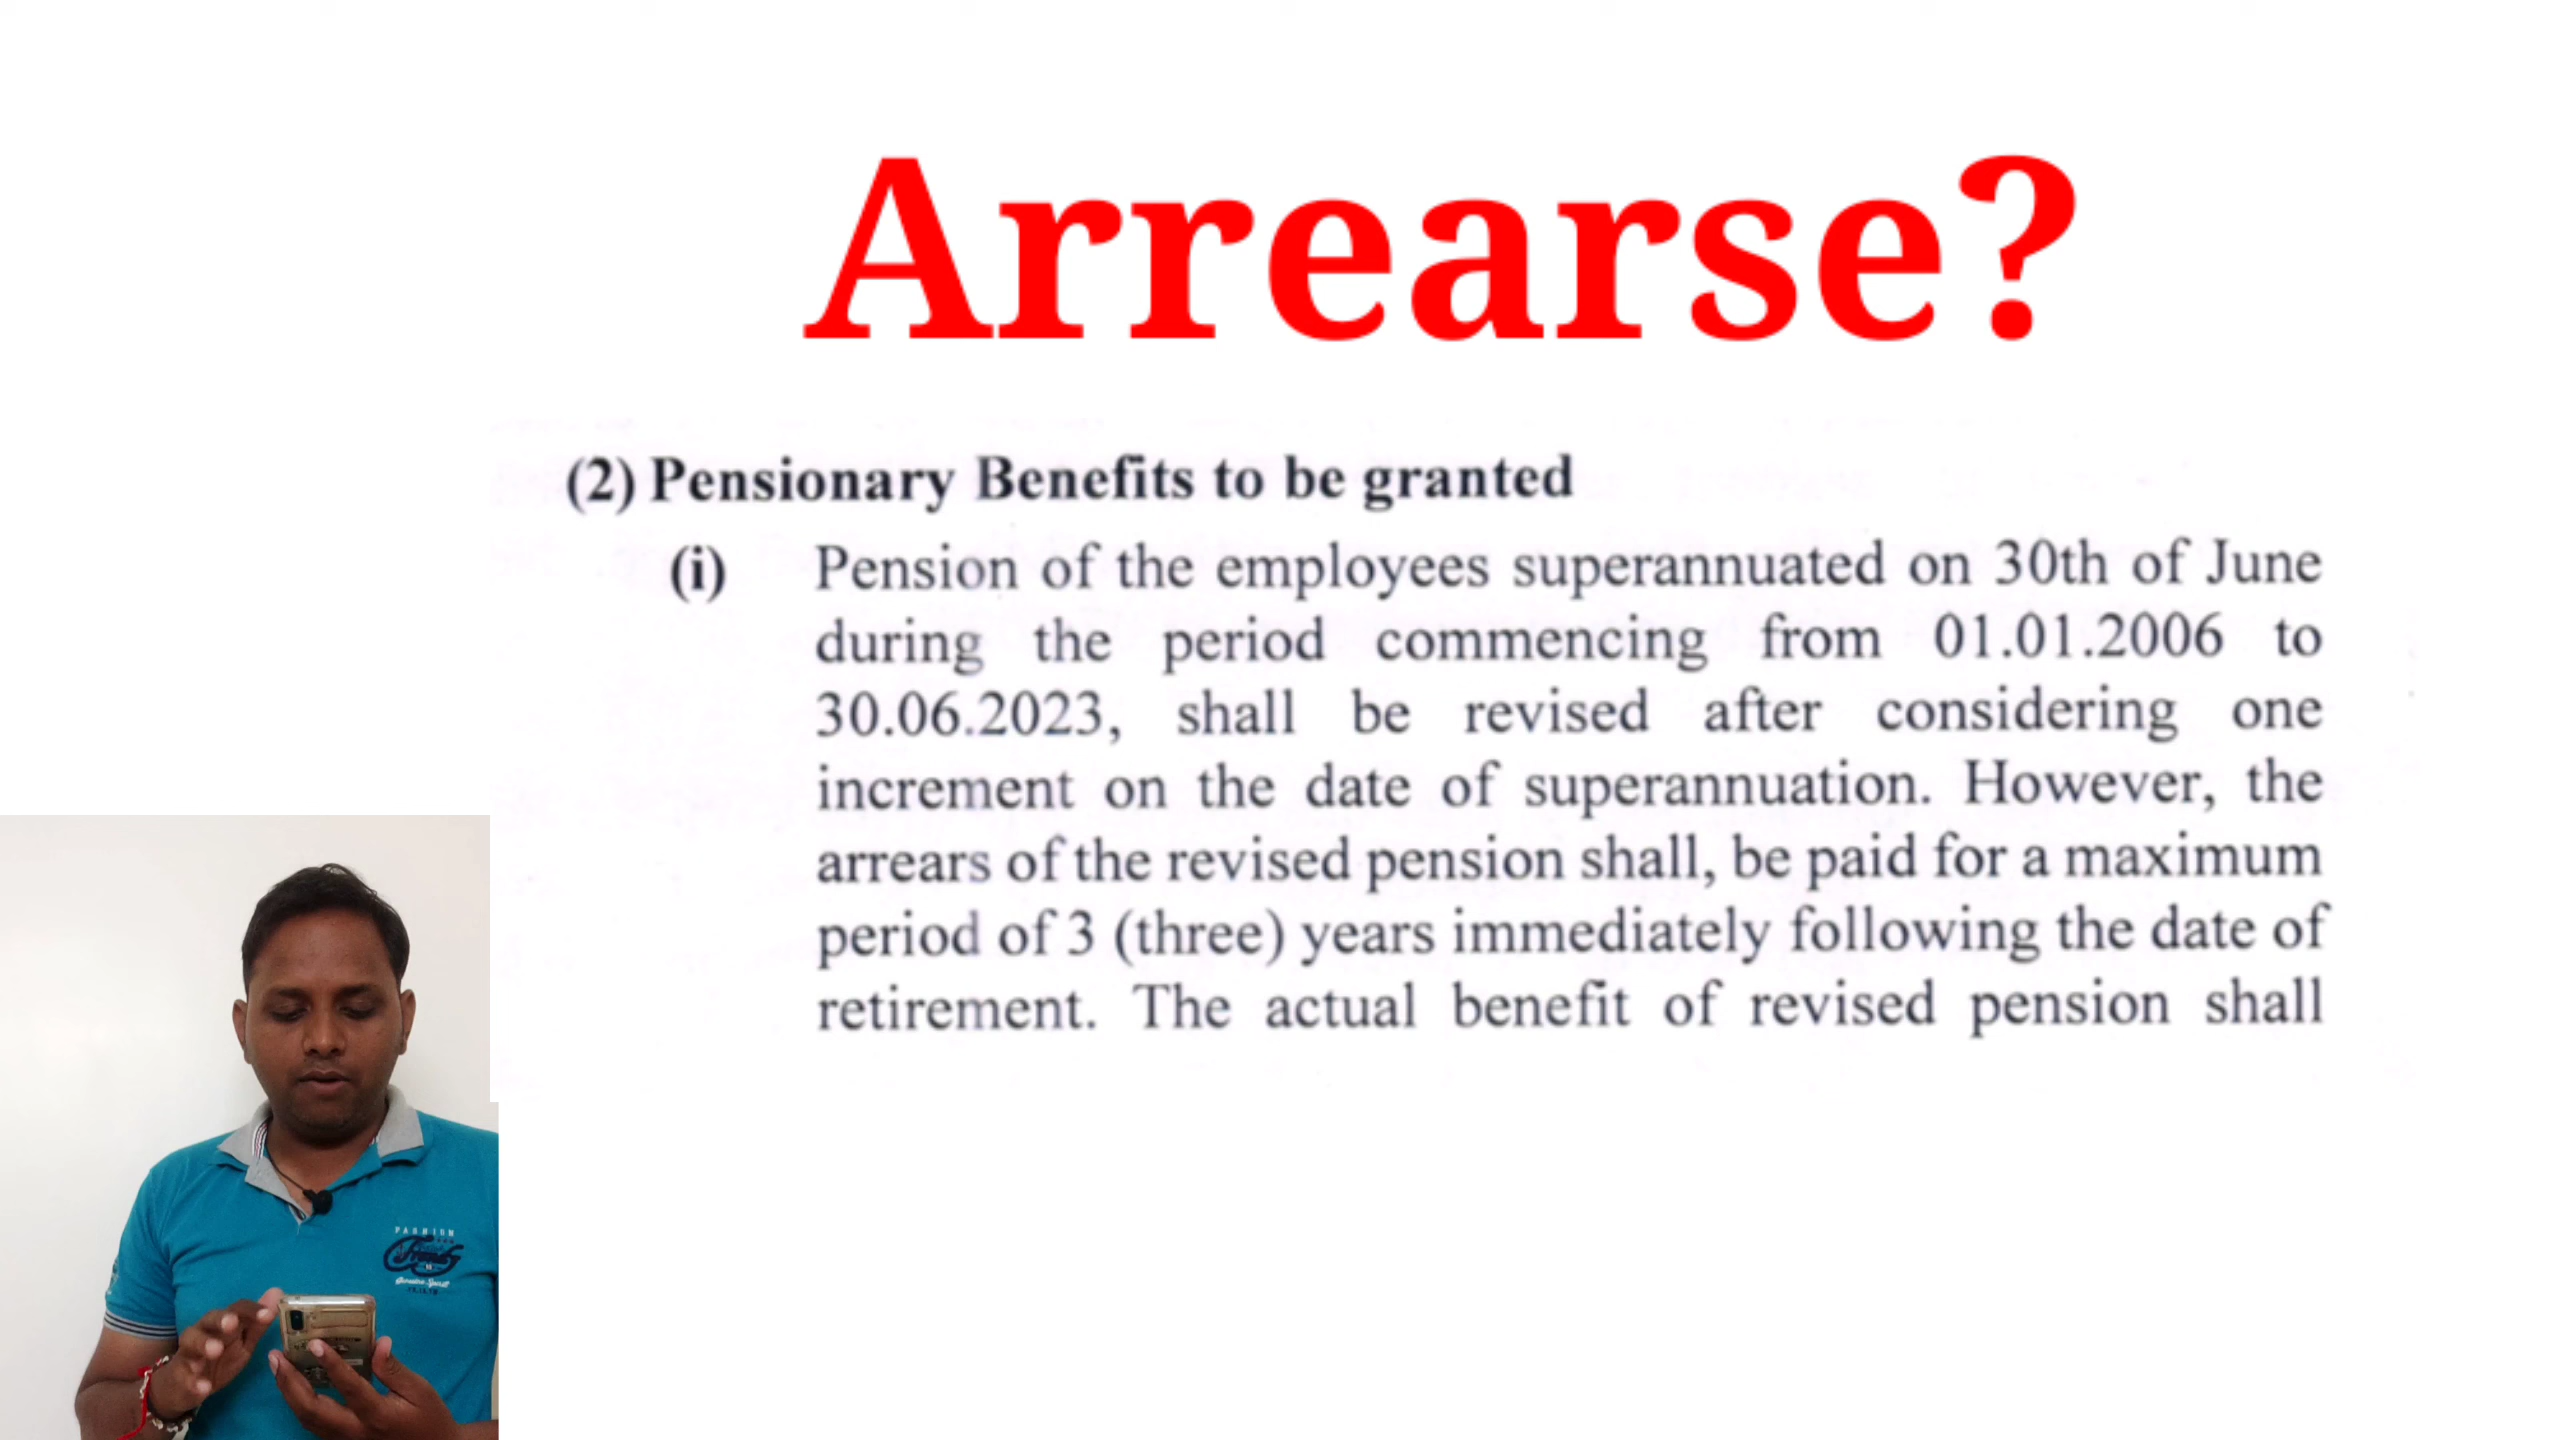 Arrearse?
(2) Pensionary Benefits to be granted
(i) Pension of the employees superannuated on 30th of June
during the period commencing from 01.01.2006 to
30.06.2023, shall be revised after considering one
increment on the date of superannuation. However, the
arrears of the revised pension shall, be paid for a maximum
period of 3 (three) years immediately following the date of
retirement. The actual benefit of revised pension shall
FASHION
Genuine Sport